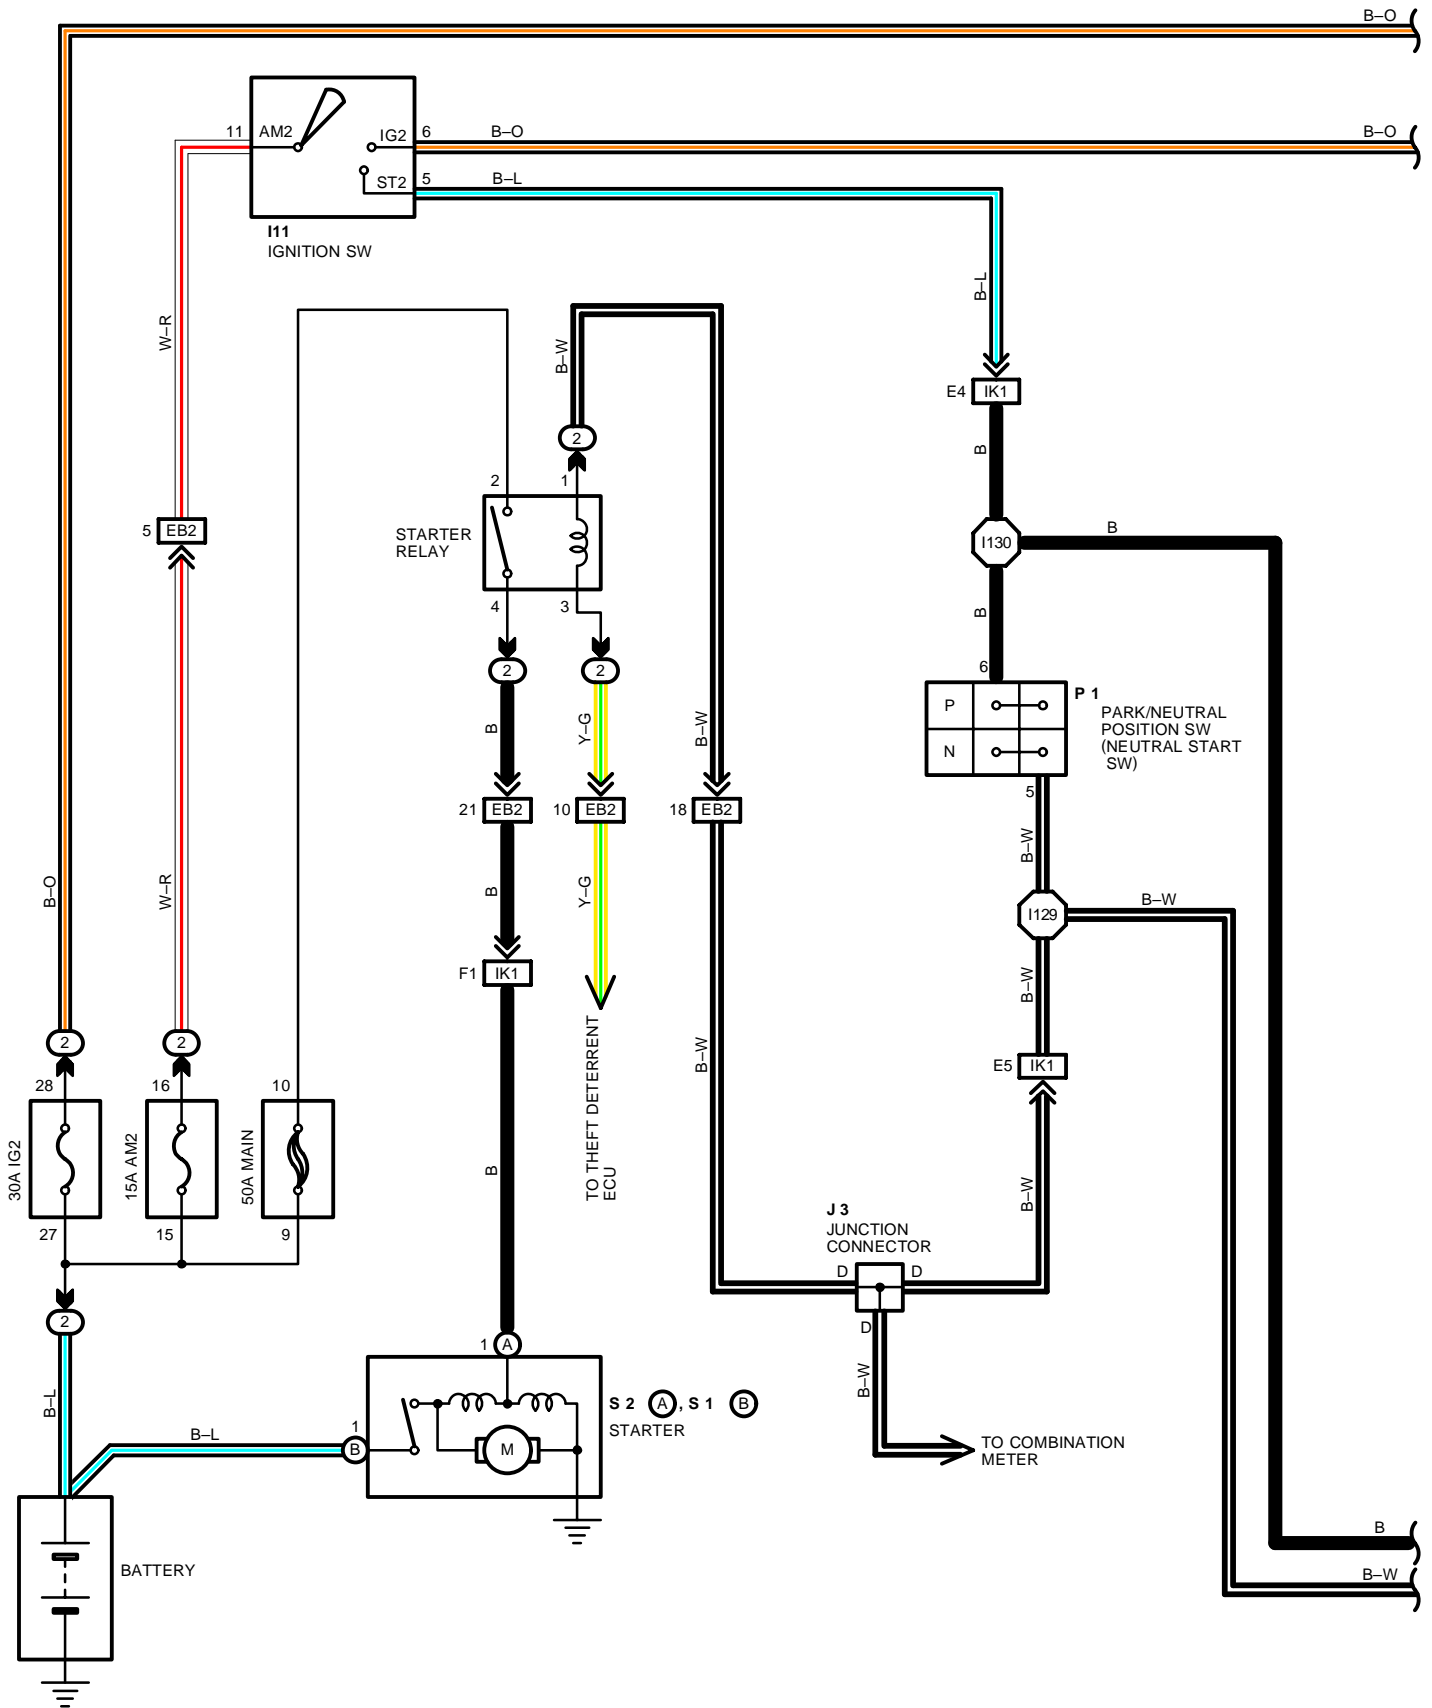 B–O
11
AM2
IG2
6
B–O
B–O
ST2
5
B–L
I11
IGNITION SW
B–L
W–R
B–W
E4
IK1
2
B
2
1
5
EB2
STARTER
RELAY
I130
B
4
3
B
2
2
6
P
N
P 1
PARK/NEUTRAL
POSITION SW
(NEUTRAL START
SW)
B
Y–G
B–W
5
21
EB2
10
EB2
18
EB2
B–W
B–O
W–R
B
Y–G
I129
B–W
F1
IK1
B–W
TO THEFT DETERRENT
ECU
B–W
E5
IK1
2
2
28
16
10
30A IG2
15A AM2
50A MAIN
B
B–W
27
15
9
J 3
JUNCTION
CONNECTOR
D
D
D
2
1
A
B–W
B–L
S 2
A
, S 1
B
STARTER
1
B
B–L
M
TO COMBINATION
METER
B
BATTERY
B–W